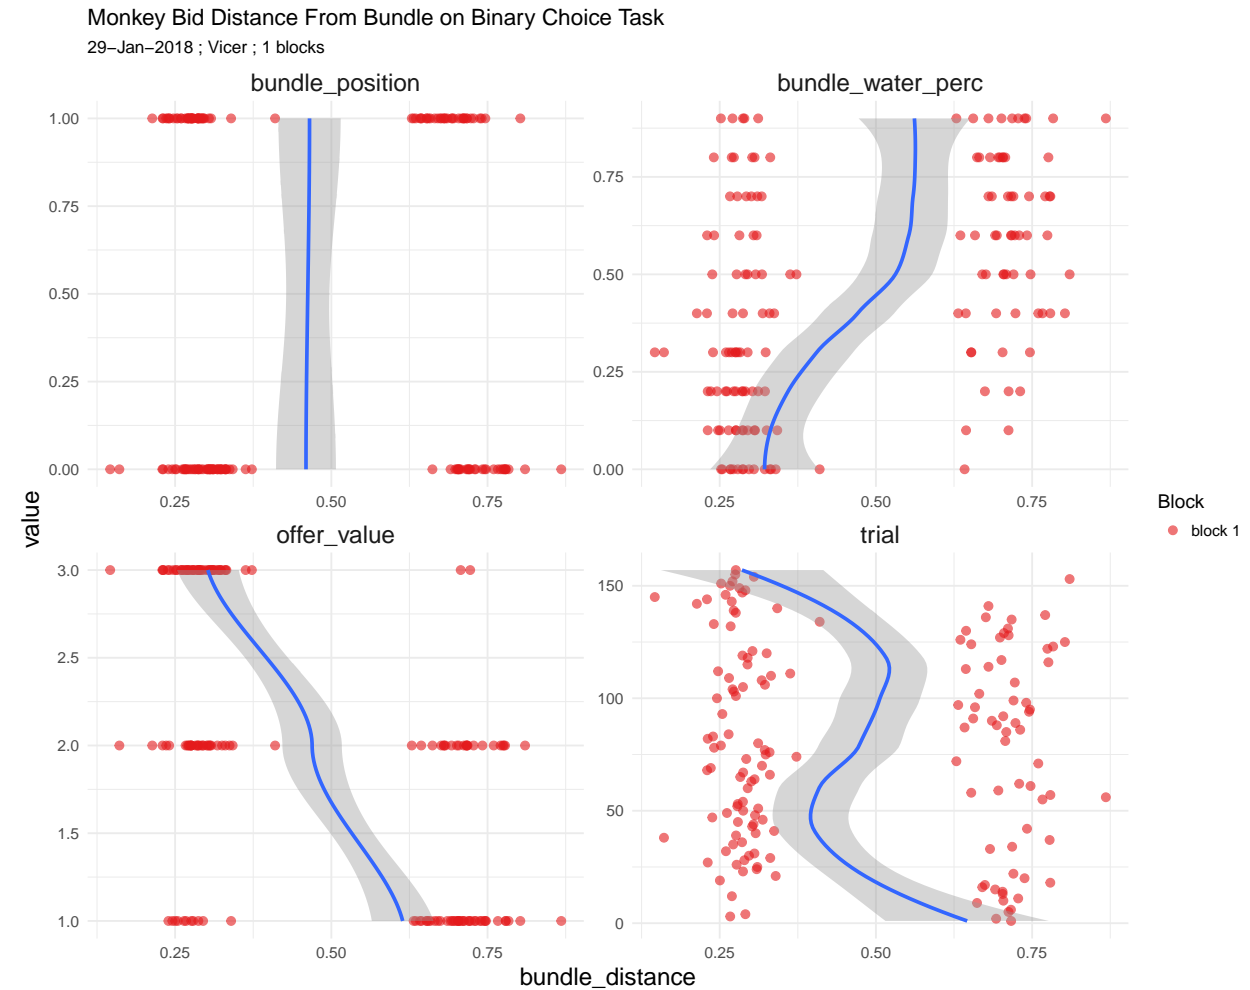 Monkey Bid Distance From Bundle on Binary Choice Task
29−Jan−2018 ; Vicer ; 1 blocks
bundle_position
bundle_water_perc
1.00
0.75
0.50
0.25
0.00
0.75
0.50
0.25
0.00
0.25 0.50 0.75
0.25 0.50 0.75
offer_value
trial
3.0
2.5
2.0
1.5
1.0
150
100
50
0
0.25 0.50 0.75
0.25 0.50 0.75
value
bundle_distance
Block
block 1